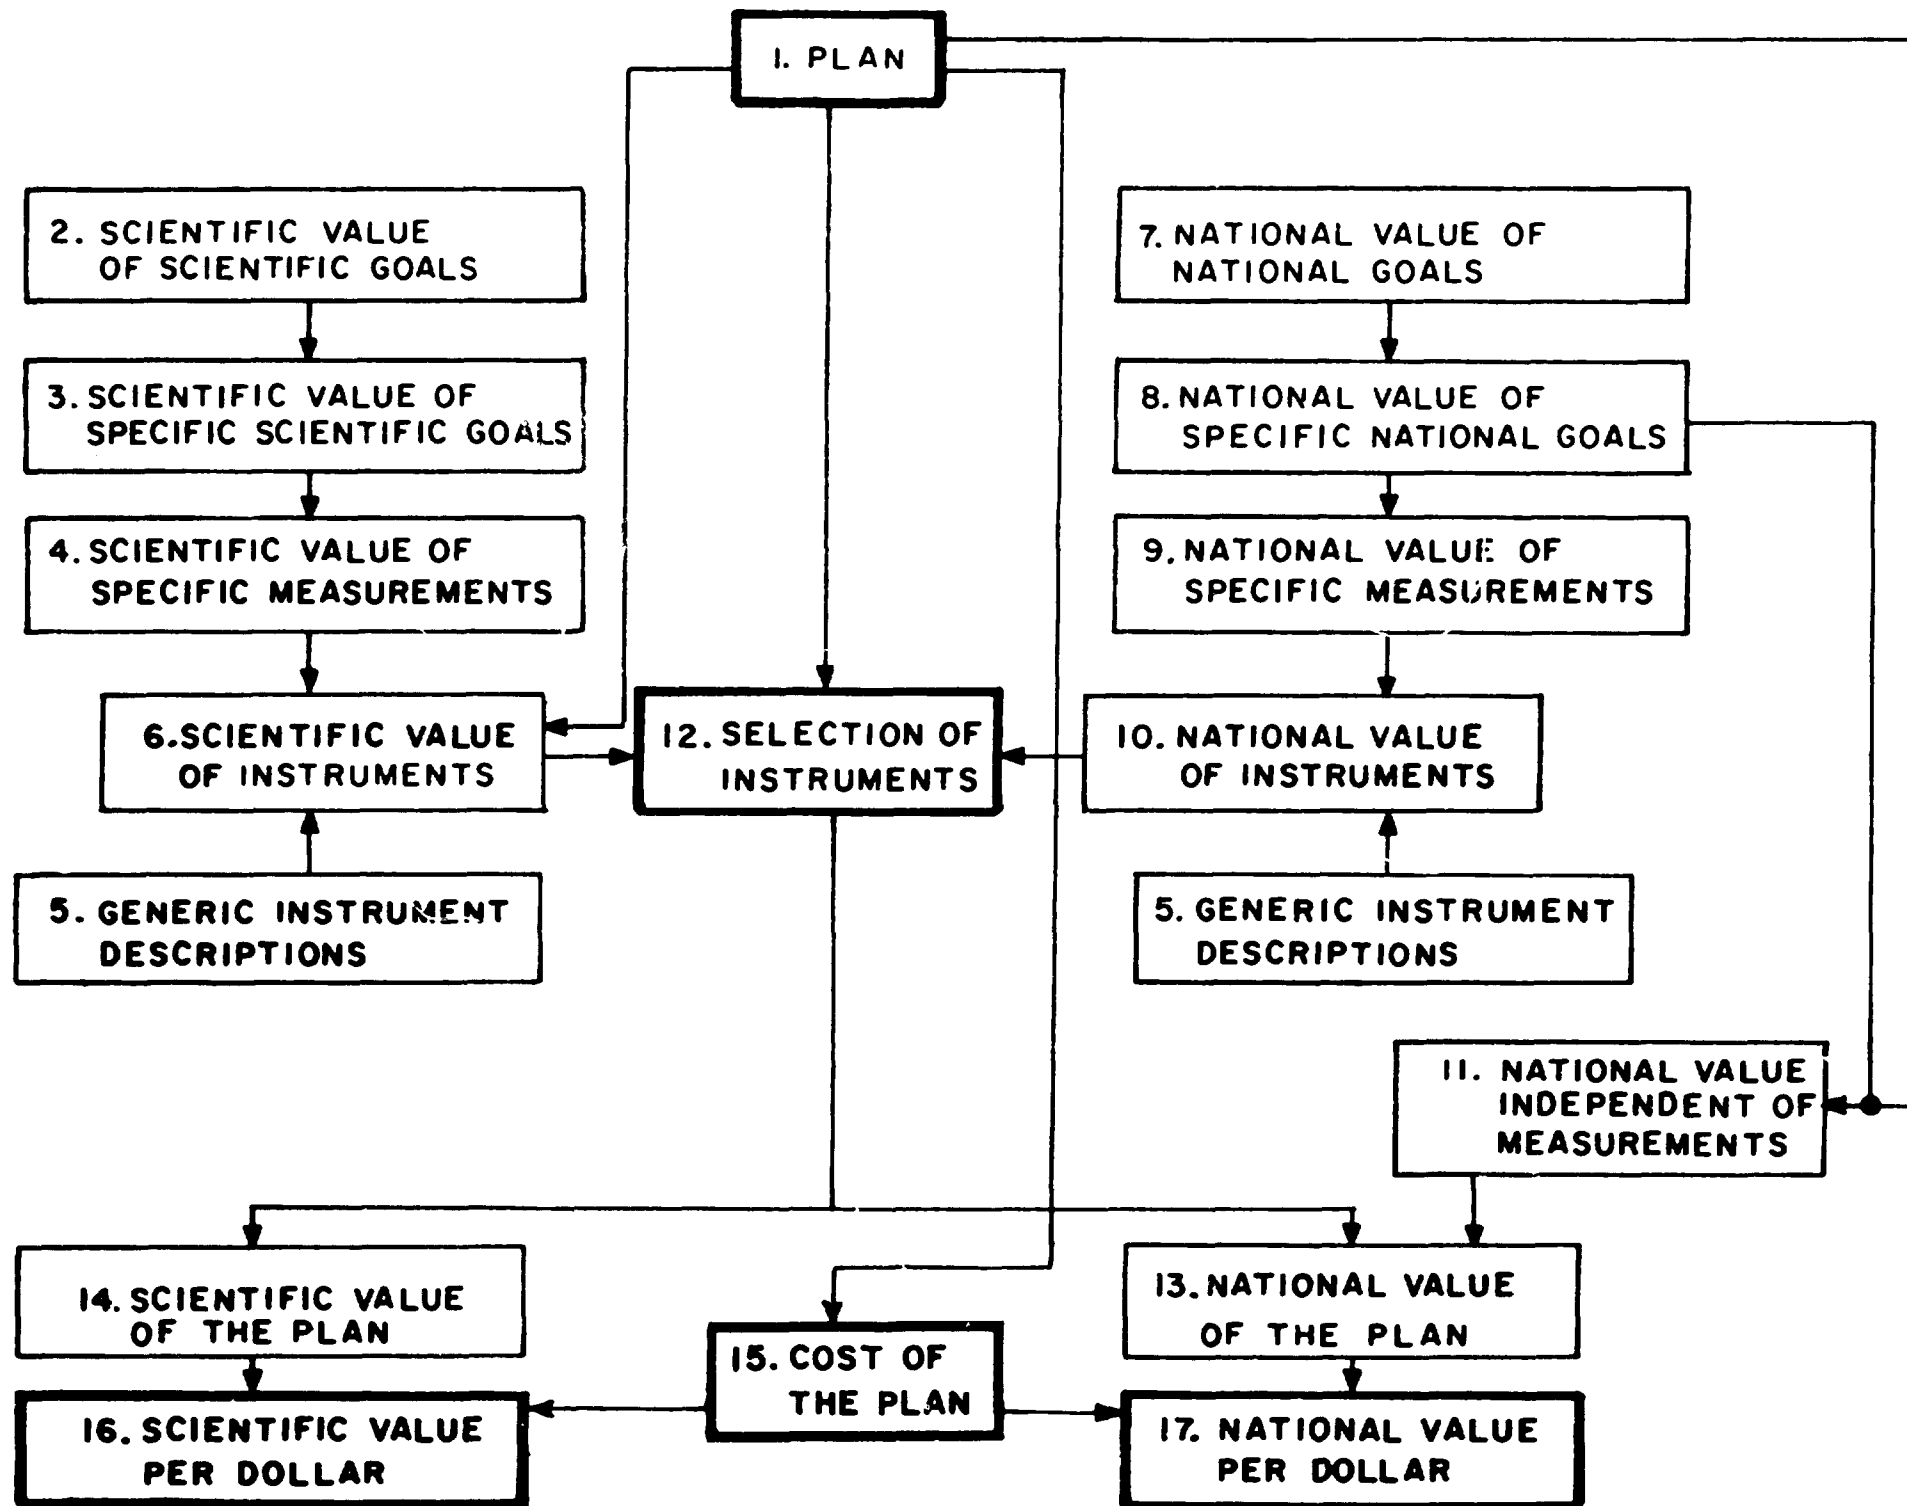 1. PLAN
2. SCIENTIFIC VALUE
OF SCIENTIFIC GOALS
3. SCIENTIFIC VALUE OF
SPECIFIC SCIENTIFIC GOALS
4. SCIENTIFIC VALUE OF
SPECIFIC MEASUREMENTS
6. SCIENTIFIC VALUE
OF INSTRUMENTS
5. GENERIC INSTRUMENT
DESCRIPTIONS
12. SELECTION OF
INSTRUMENTS
7. NATIONAL VALUE OF
NATIONAL GOALS
8. NATIONAL VALUE OF
SPECIFIC NATIONAL GOALS
9. NATIONAL VALUE OF
SPECIFIC MEASUREMENTS
10. NATIONAL VALUE
OF INSTRUMENTS
5. GENERIC INSTRUMENT
DESCRIPTIONS
11. NATIONAL VALUE
INDEPENDENT OF
MEASUREMENTS
14. SCIENTIFIC VALUE
OF THE PLAN
15. COST OF
THE PLAN
13. NATIONAL VALUE
OF THE PLAN
16. SCIENTIFIC VALUE
PER DOLLAR
17. NATIONAL VALUE
PER DOLLAR